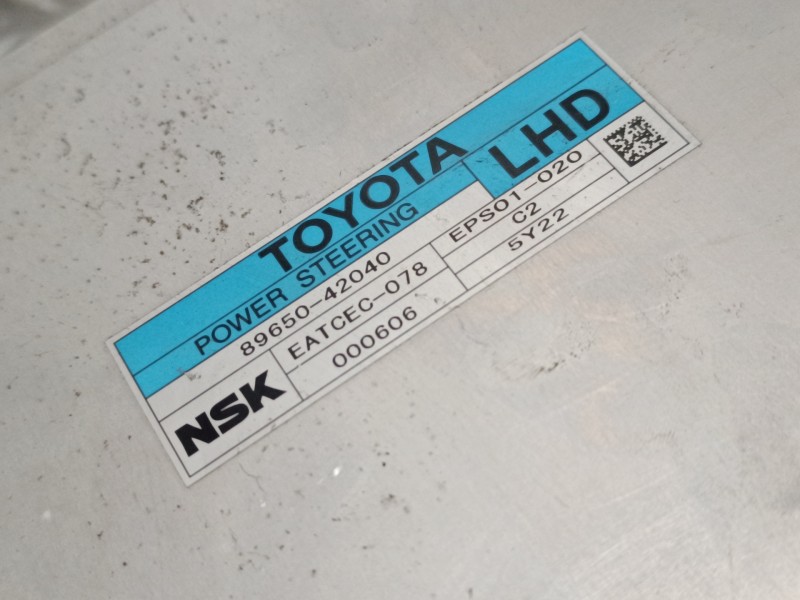 TOYOTA
POWER STEERING LHD
89650-42040 EPS01-020
EATCEC-078 C2
NSK 000606 5Y22